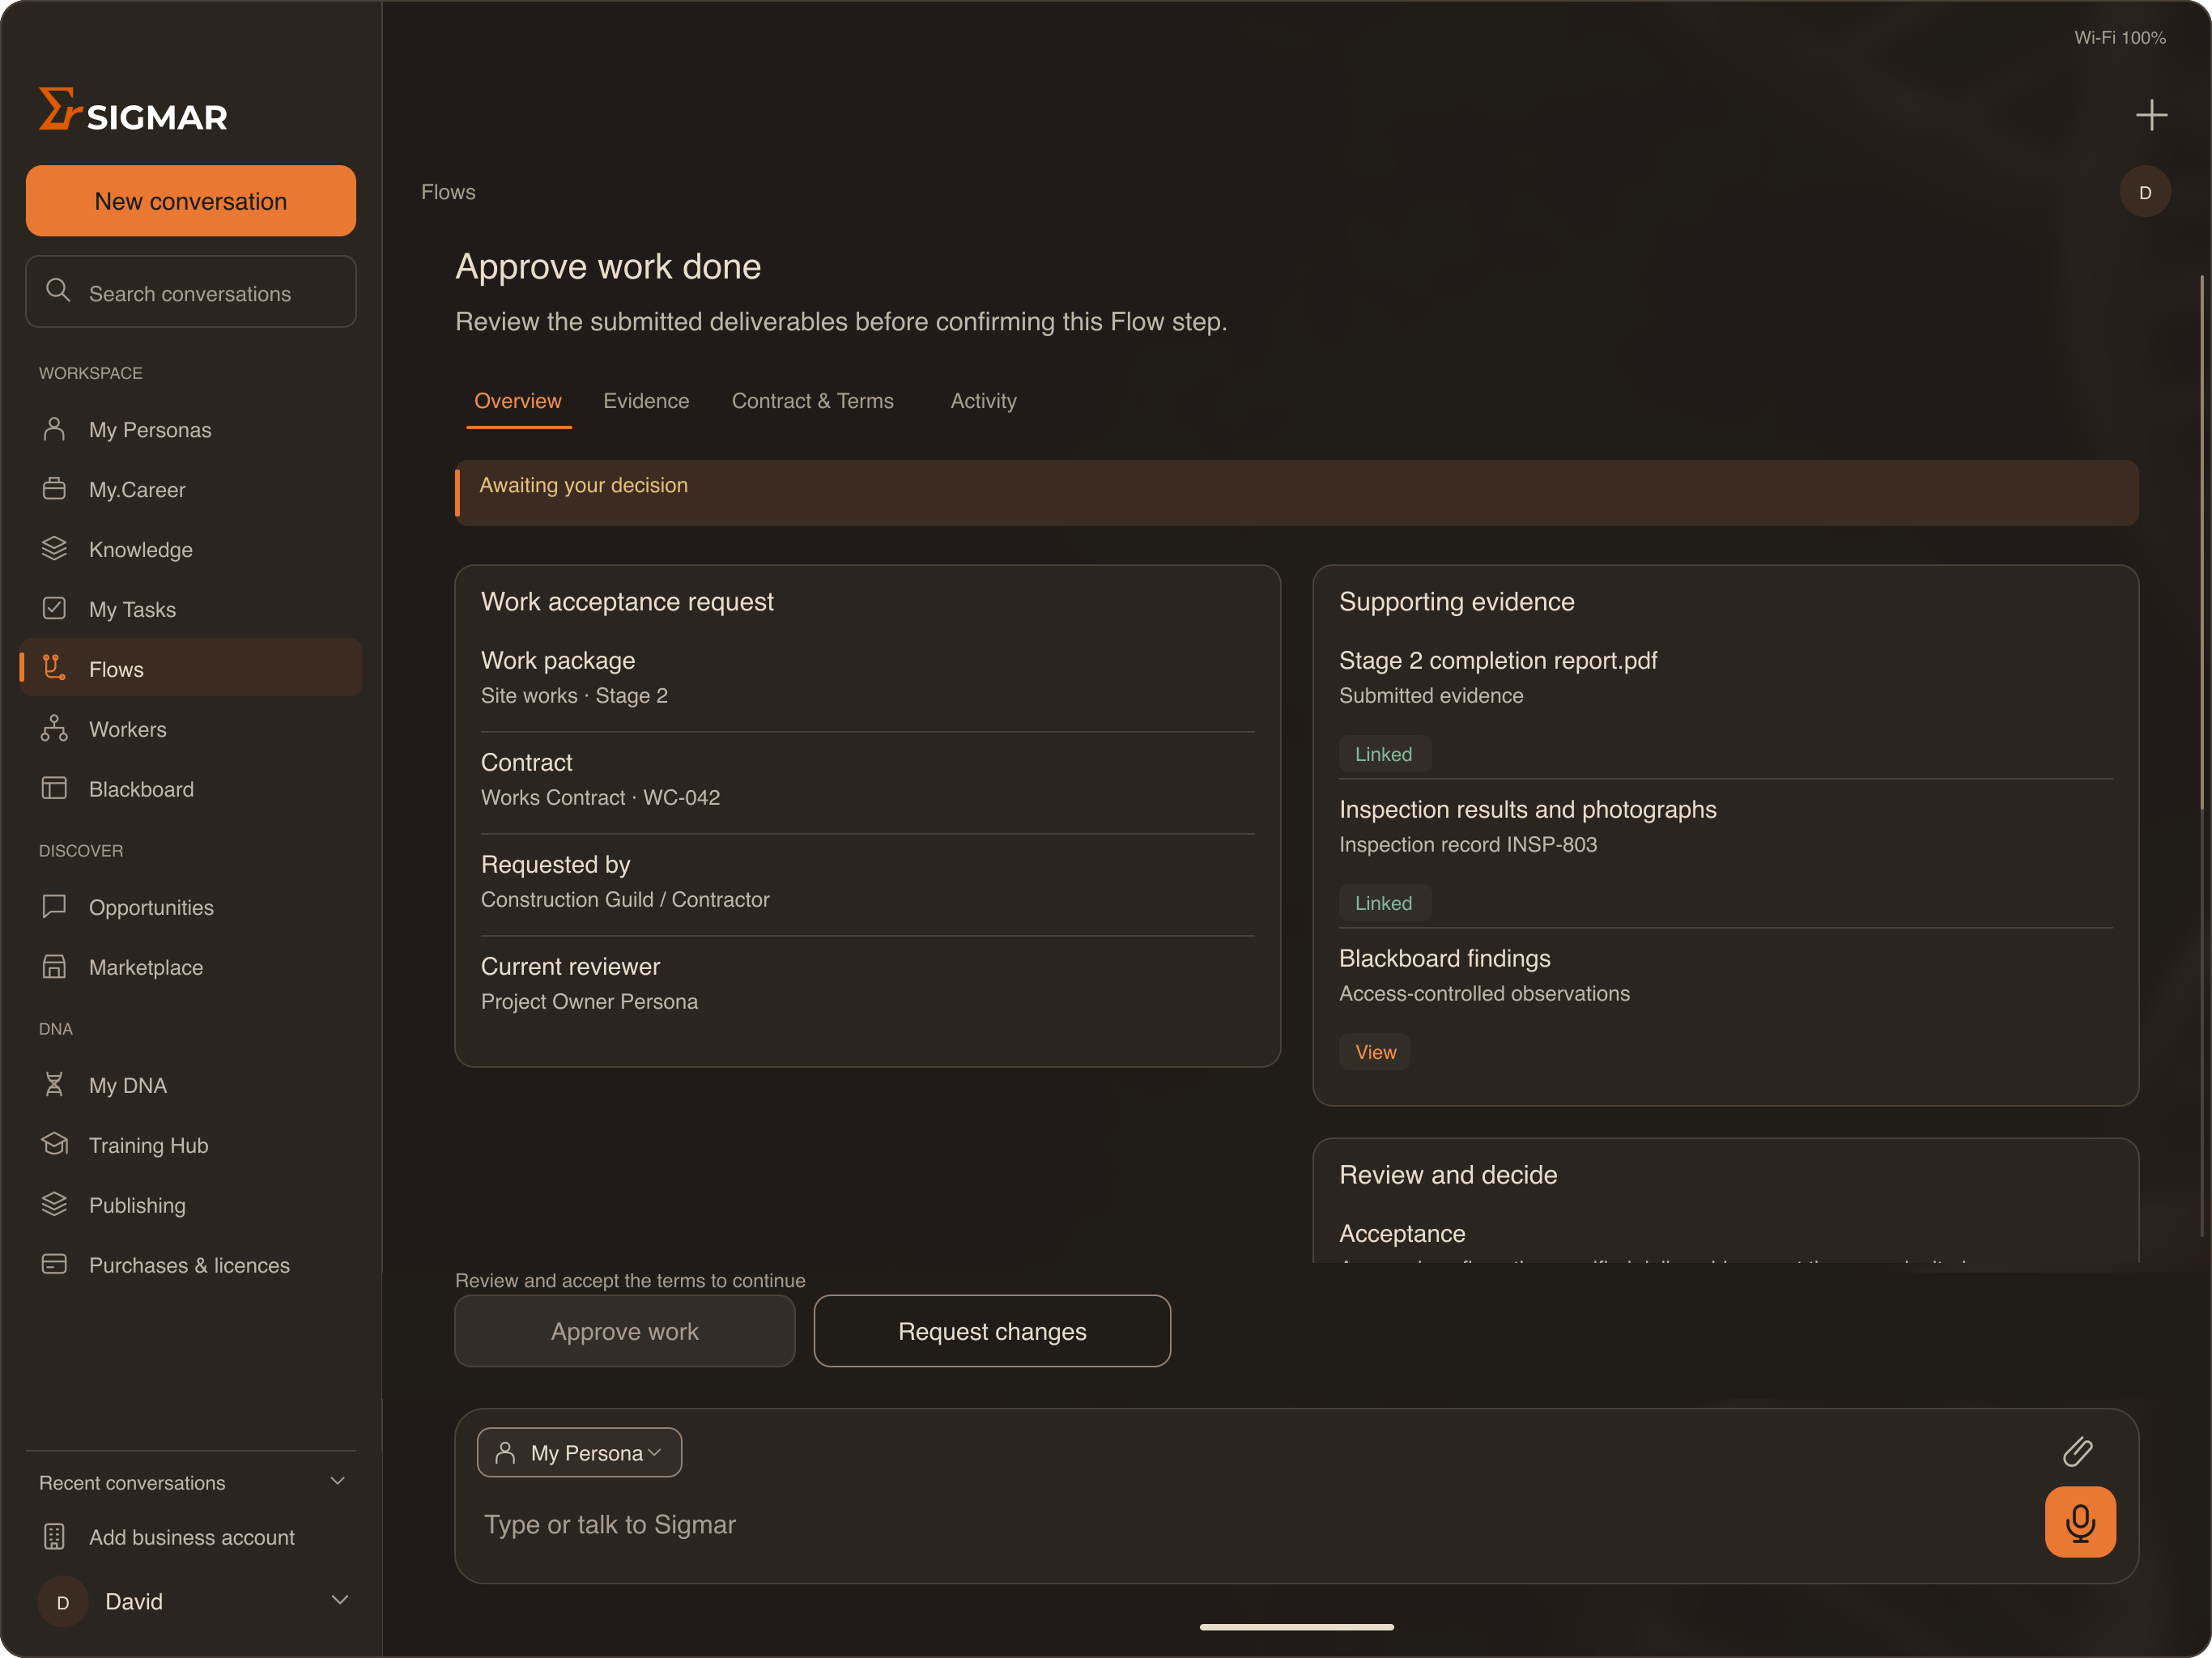 Wi-Fi 100%
Σr SIGMAR
New conversation
Search conversations
WORKSPACE
My Personas
My.Career
Knowledge
My Tasks
Flows
Workers
Blackboard
DISCOVER
Opportunities
Marketplace
DNA
My DNA
Training Hub
Publishing
Purchases & licences
Recent conversations
Add business account
D David
Flows
D
Approve work done
Review the submitted deliverables before confirming this Flow step.
Overview Evidence Contract & Terms Activity
Awaiting your decision
Work acceptance request
Work package
Site works · Stage 2
Contract
Works Contract · WC-042
Requested by
Construction Guild / Contractor
Current reviewer
Project Owner Persona
Supporting evidence
Stage 2 completion report.pdf
Submitted evidence
Linked
Inspection results and photographs
Inspection record INSP-803
Linked
Blackboard findings
Access-controlled observations
View
Review and decide
Acceptance
Review and accept the terms to continue
Approve work
Request changes
My Persona
Type or talk to Sigmar